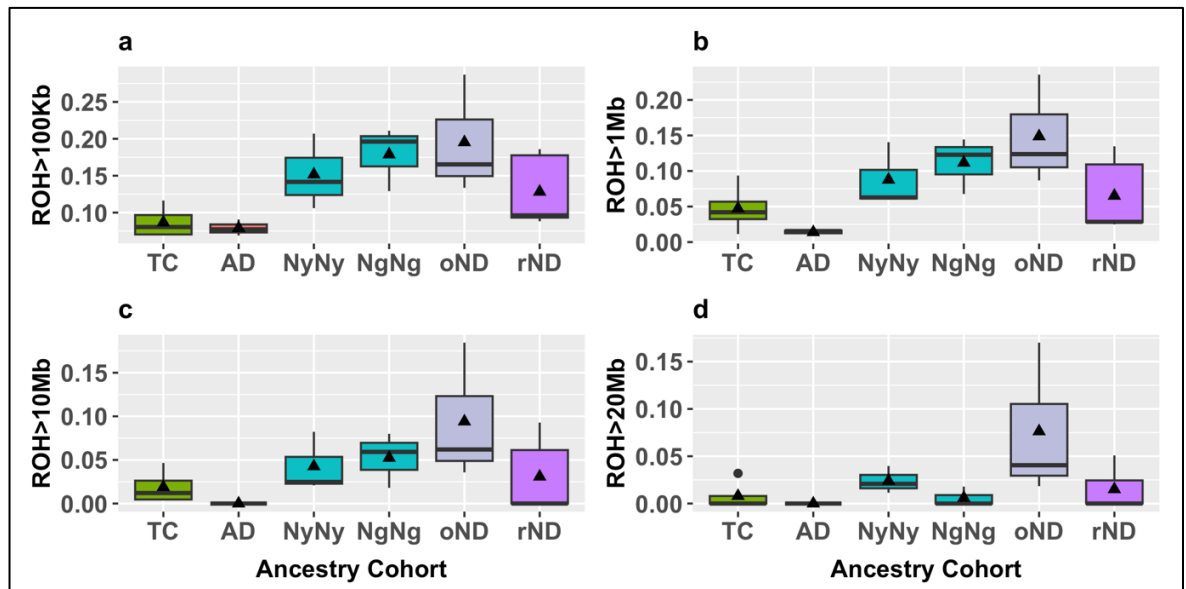 a
ROH>100Kb
0.25
0.20
0.15
0.10
TC AD NyNy NgNg oND rND
b
ROH>1Mb
0.20
0.15
0.10
0.05
0.00
TC AD NyNy NgNg oND rND
c
ROH>10Mb
0.15
0.10
0.05
0.00
TC AD NyNy NgNg oND rND
Ancestry Cohort
d
ROH>20Mb
0.15
0.10
0.05
0.00
TC AD NyNy NgNg oND rND
Ancestry Cohort